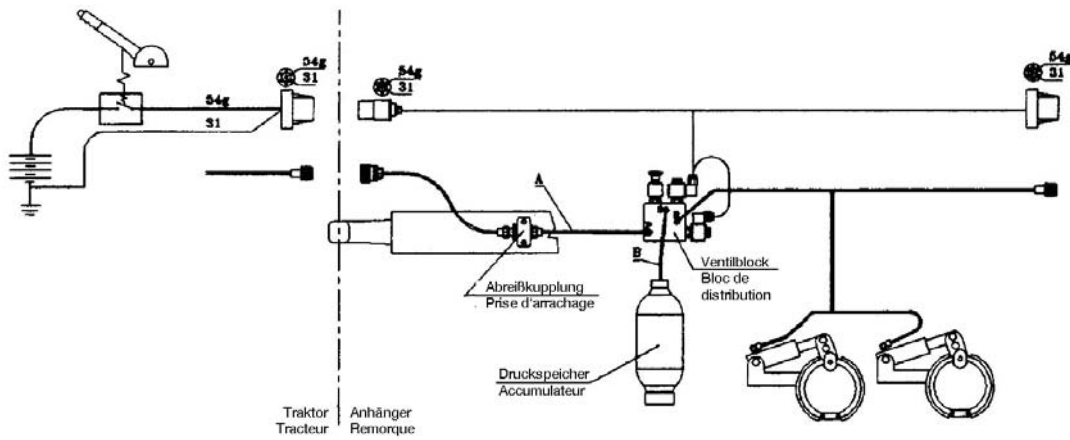 54g
31
54g
31
54g
31
54g
31
A
B
Ventilblock
Bloc de
distribution
Abreißkupplung
Prise d'arrachage
Druckspeicher
Accumulateur
Traktor
Tracteur
Anhänger
Remorque